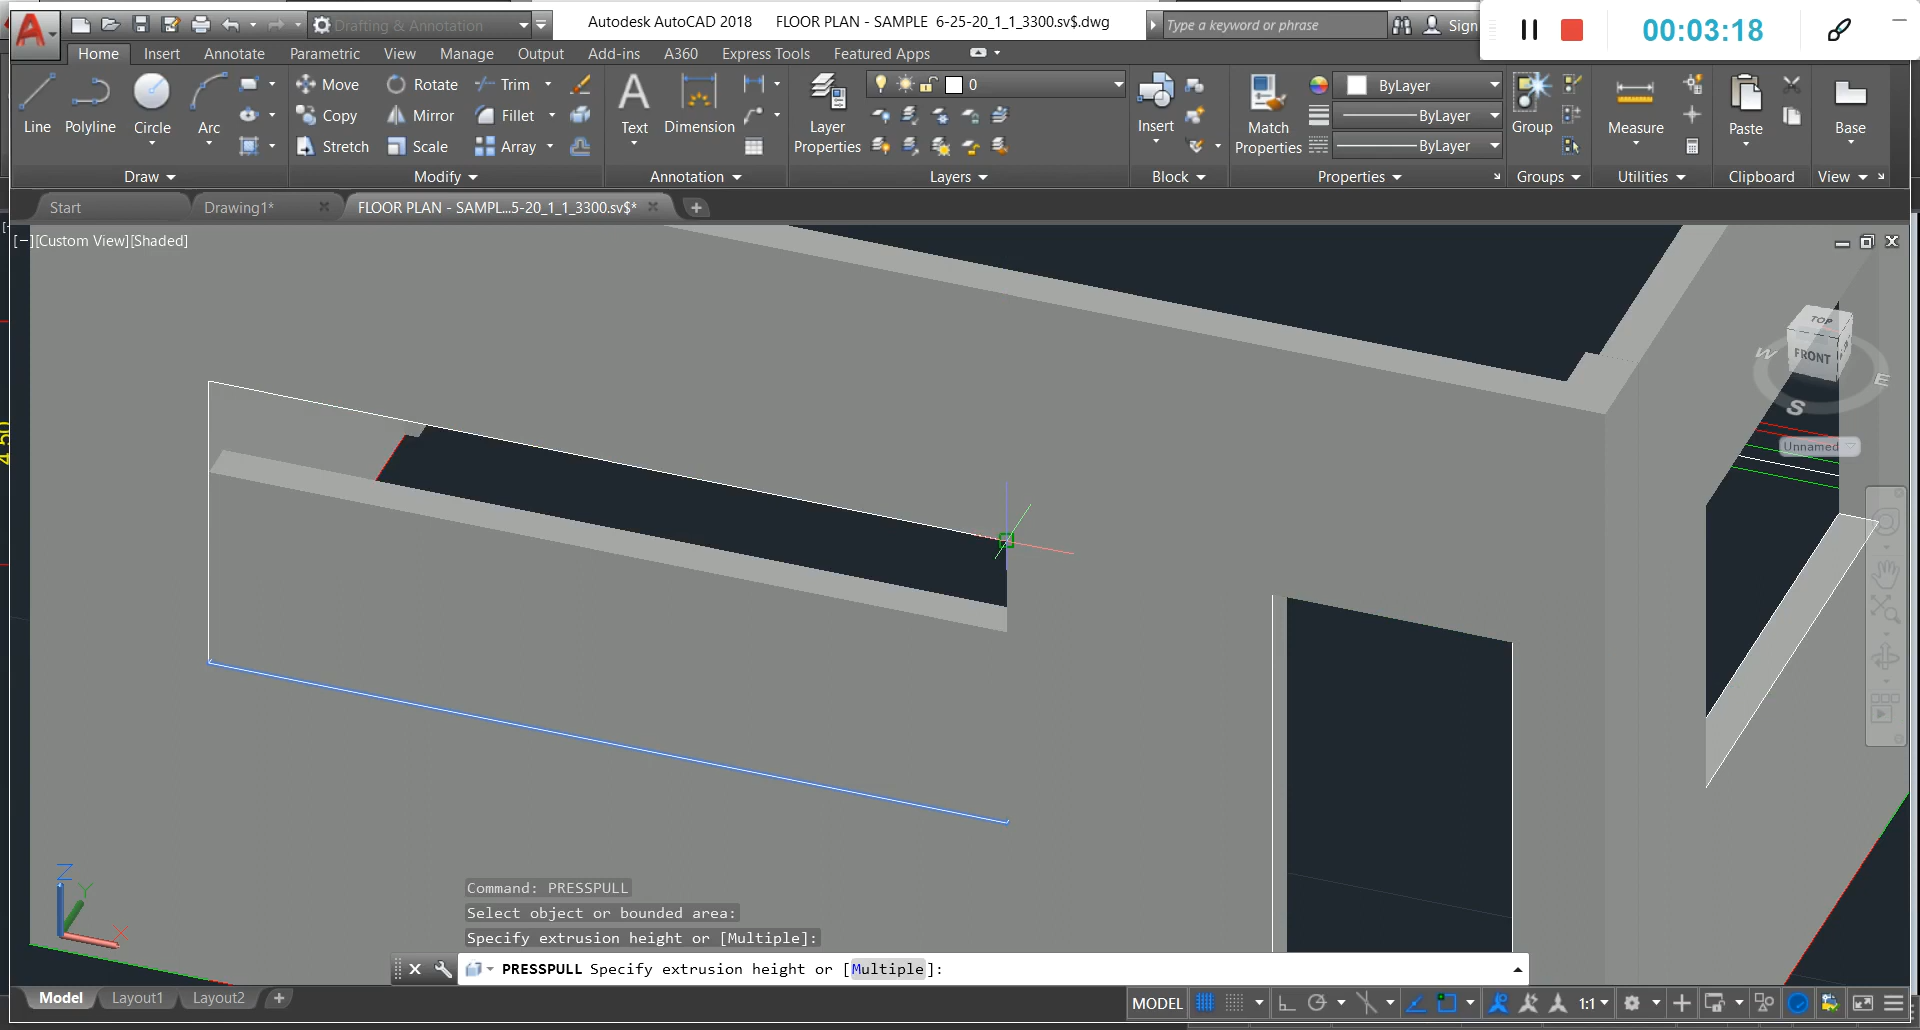 Drafting & Annotation
Autodesk AutoCAD 2018 FLOOR PLAN - SAMPLE 6-25-20_1_1_3300.sv$.dwg
Type a keyword or phrase
Sign
00:03:18
Home Insert Annotate Parametric View Manage Output Add-ins A360 Express Tools Featured Apps
Line Polyline Circle Arc
Move Rotate Trim
Copy Mirror Fillet
Stretch Scale Array
Text Dimension
Layer Properties
0
Insert
Match Properties
ByLayer
ByLayer
ByLayer
Group
Measure
Paste
Base
Draw Modify Annotation Layers Block Properties Groups Utilities Clipboard View
Start Drawing1* FLOOR PLAN - SAMPL...5-20_1_1_3300.sv$*
[−][Custom View][Shaded]
TOP
FRONT
W
E
S
Unnamed
4.50
Z
Y
X
Command: PRESSPULL
Select object or bounded area:
Specify extrusion height or [Multiple]:
PRESSPULL Specify extrusion height or [Multiple]:
Model Layout1 Layout2
MODEL 1:1